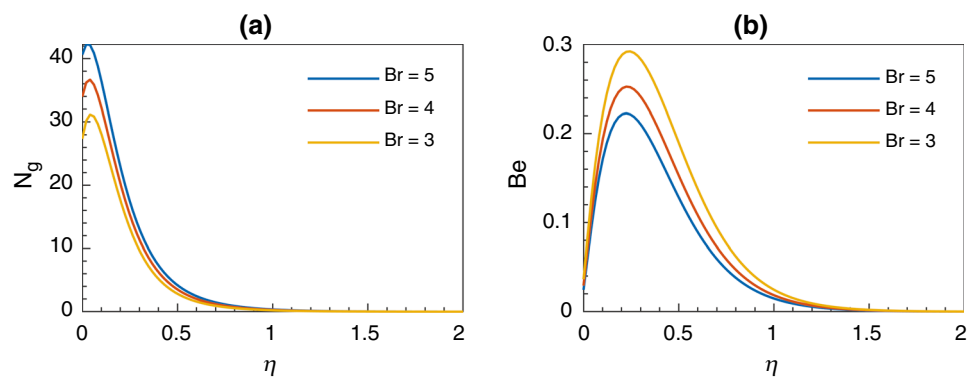 (a)
40
30
20
10
0
N_g
Br = 5
Br = 4
Br = 3
0 0.5 1 1.5 2
η
(b)
0.3
0.2
0.1
0
Be
Br = 5
Br = 4
Br = 3
0 0.5 1 1.5 2
η